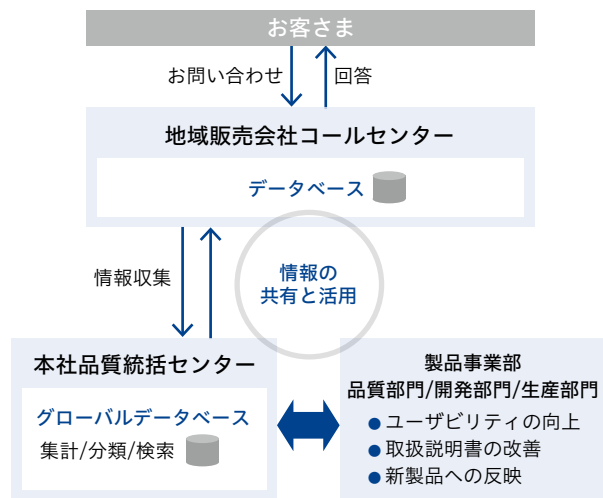 お客さま
お問い合わせ
回答
地域販売会社コールセンター
データベース
情報収集
情報の
共有と活用
本社品質統括センター
グローバルデータベース
集計/分類/検索
製品事業部
品質部門/開発部門/生産部門
●ユーザビリティの向上
●取扱説明書の改善
●新製品への反映